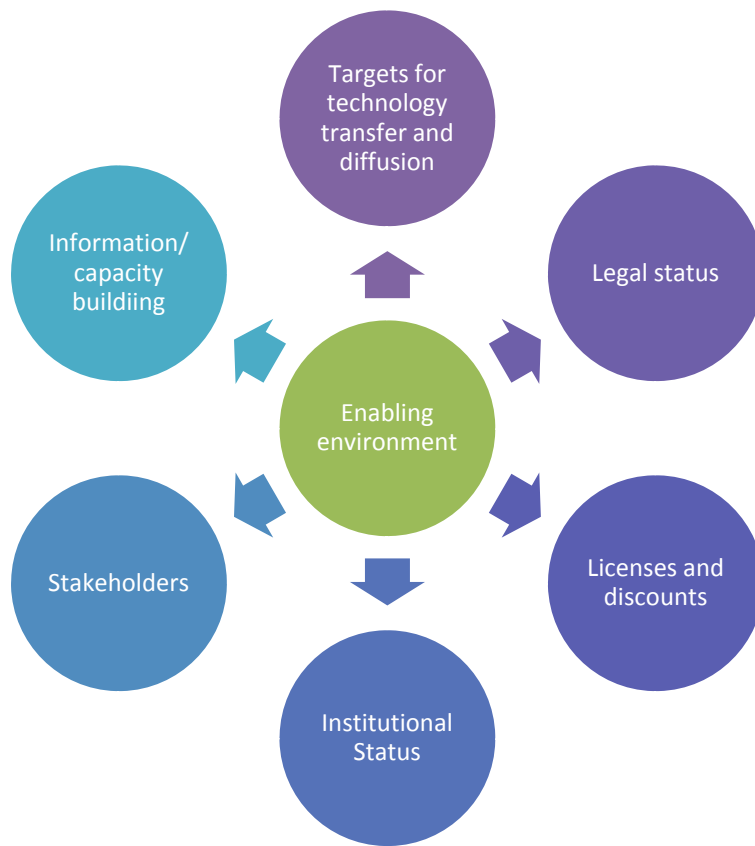 Targets for
technology
transfer and
diffusion
Information/
capacity
buildiing
Legal status
Enabling
environment
Stakeholders
Licenses and
discounts
Institutional
Status